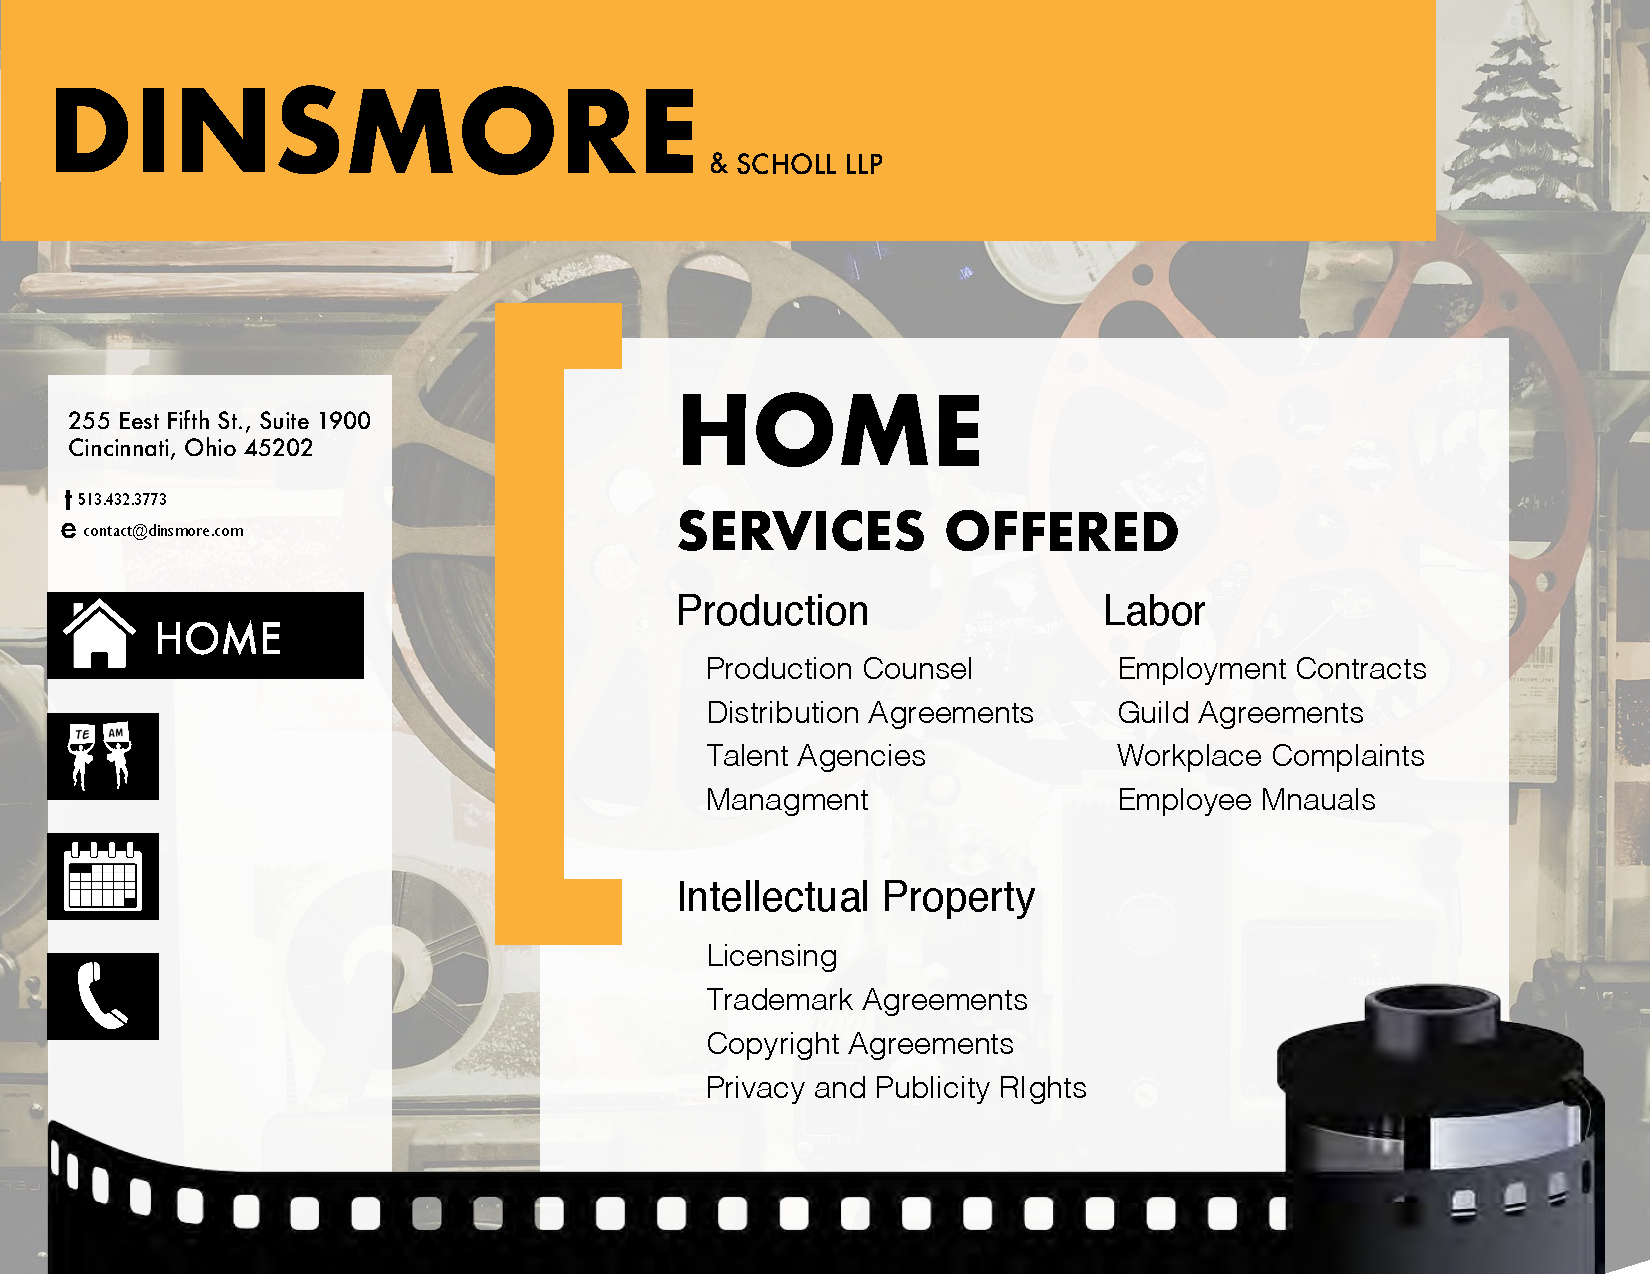 DINSMORE & SCHOLL LLP
255 Eest Fifth St., Suite 1900
Cincinnati, Ohio 45202
t 513.432.3773
e contact@dinsmore.com
HOME
TE AM
HOME
SERVICES OFFERED
Production
Production Counsel
Distribution Agreements
Talent Agencies
Managment
Labor
Employment Contracts
Guild Agreements
Workplace Complaints
Employee Mnauals
Intellectual Property
Licensing
Trademark Agreements
Copyright Agreements
Privacy and Publicity RIghts